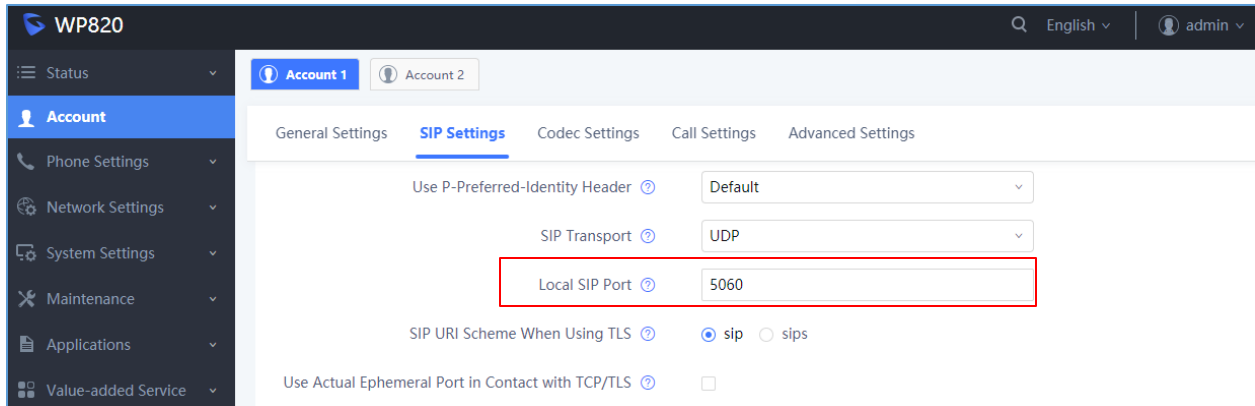 WP820
English
admin
Status
Account
Phone Settings
Network Settings
System Settings
Maintenance
Applications
Value-added Service
Account 1
Account 2
General Settings
SIP Settings
Codec Settings
Call Settings
Advanced Settings
Use P-Preferred-Identity Header ? Default
SIP Transport ? UDP
Local SIP Port ? 5060
SIP URI Scheme When Using TLS ? sip sips
Use Actual Ephemeral Port in Contact with TCP/TLS ?